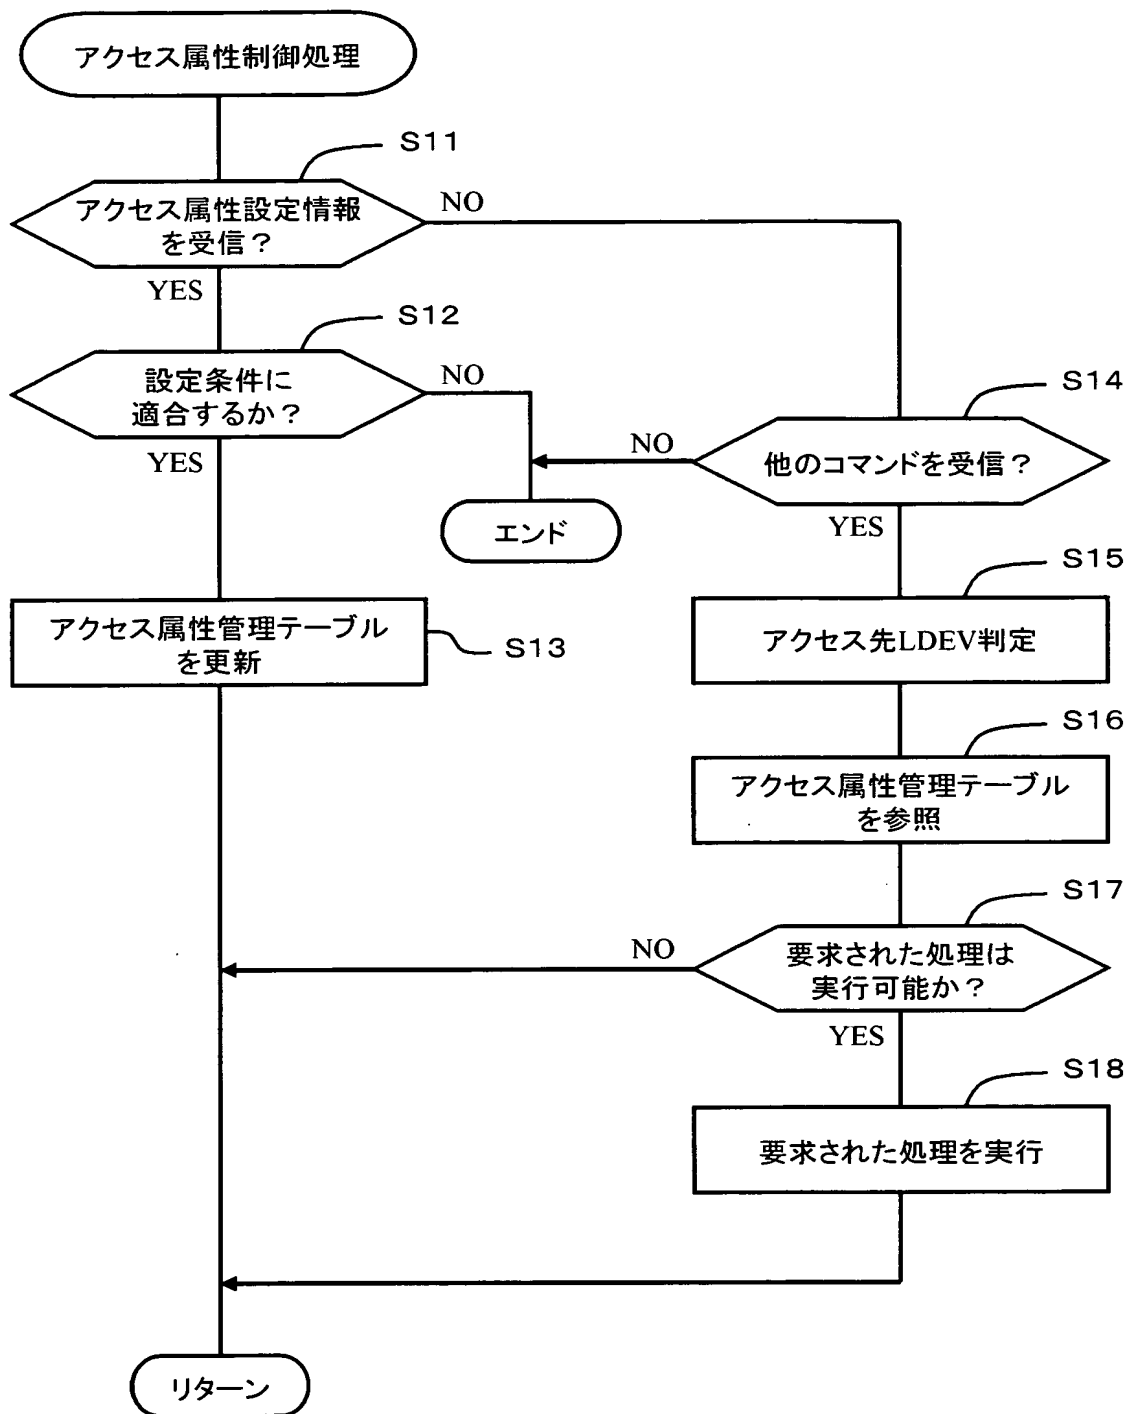 アクセス属性制御処理
S11
アクセス属性設定情報
を受信？
NO
YES
S12
設定条件に
適合するか？
NO
YES
S14
他のコマンドを受信？
NO
YES
エンド
S15
アクセス先LDEV判定
アクセス属性管理テーブル
を更新
S13
S16
アクセス属性管理テーブル
を参照
S17
要求された処理は
実行可能か？
NO
YES
S18
要求された処理を実行
リターン